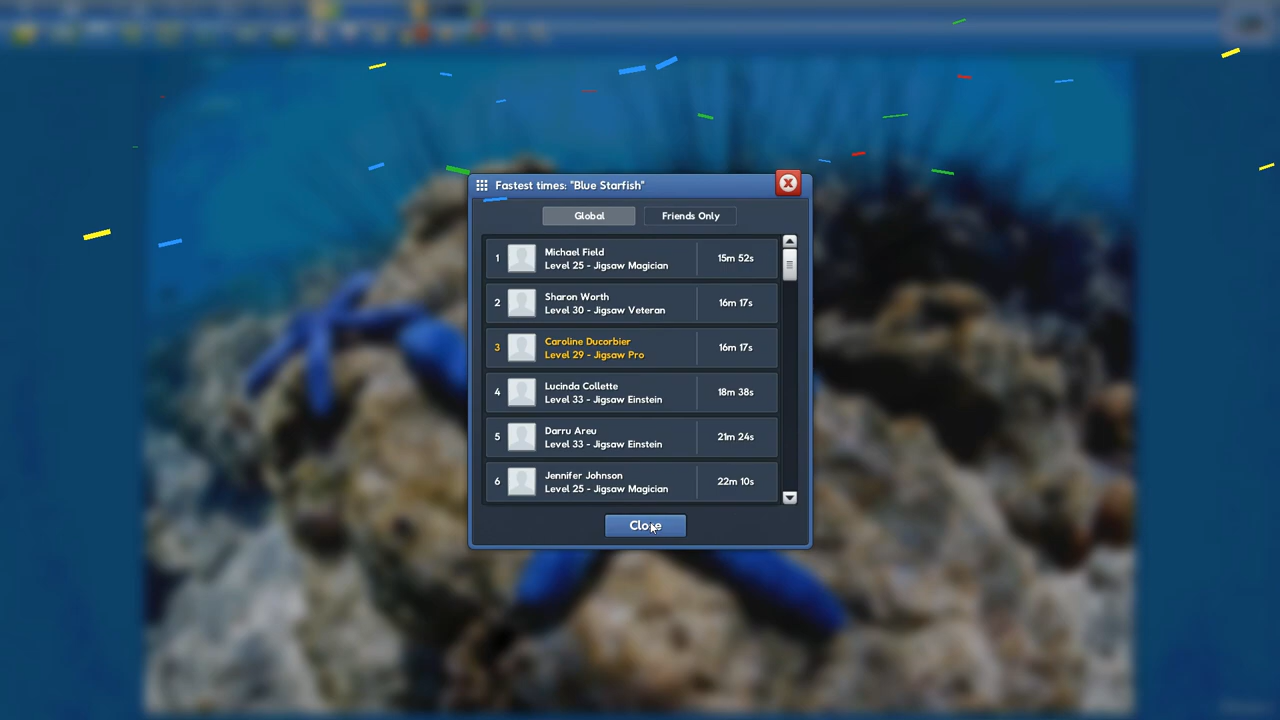 Fastest times: "Blue Starfish"
Global
Friends Only
1
Michael Field
Level 25 - Jigsaw Magician
15m 52s
2
Sharon Worth
Level 30 - Jigsaw Veteran
16m 17s
3
Caroline Ducorbier
Level 29 - Jigsaw Pro
16m 17s
4
Lucinda Collette
Level 33 - Jigsaw Einstein
18m 38s
5
Darru Areu
Level 33 - Jigsaw Einstein
21m 24s
6
Jennifer Johnson
Level 25 - Jigsaw Magician
22m 10s
Close